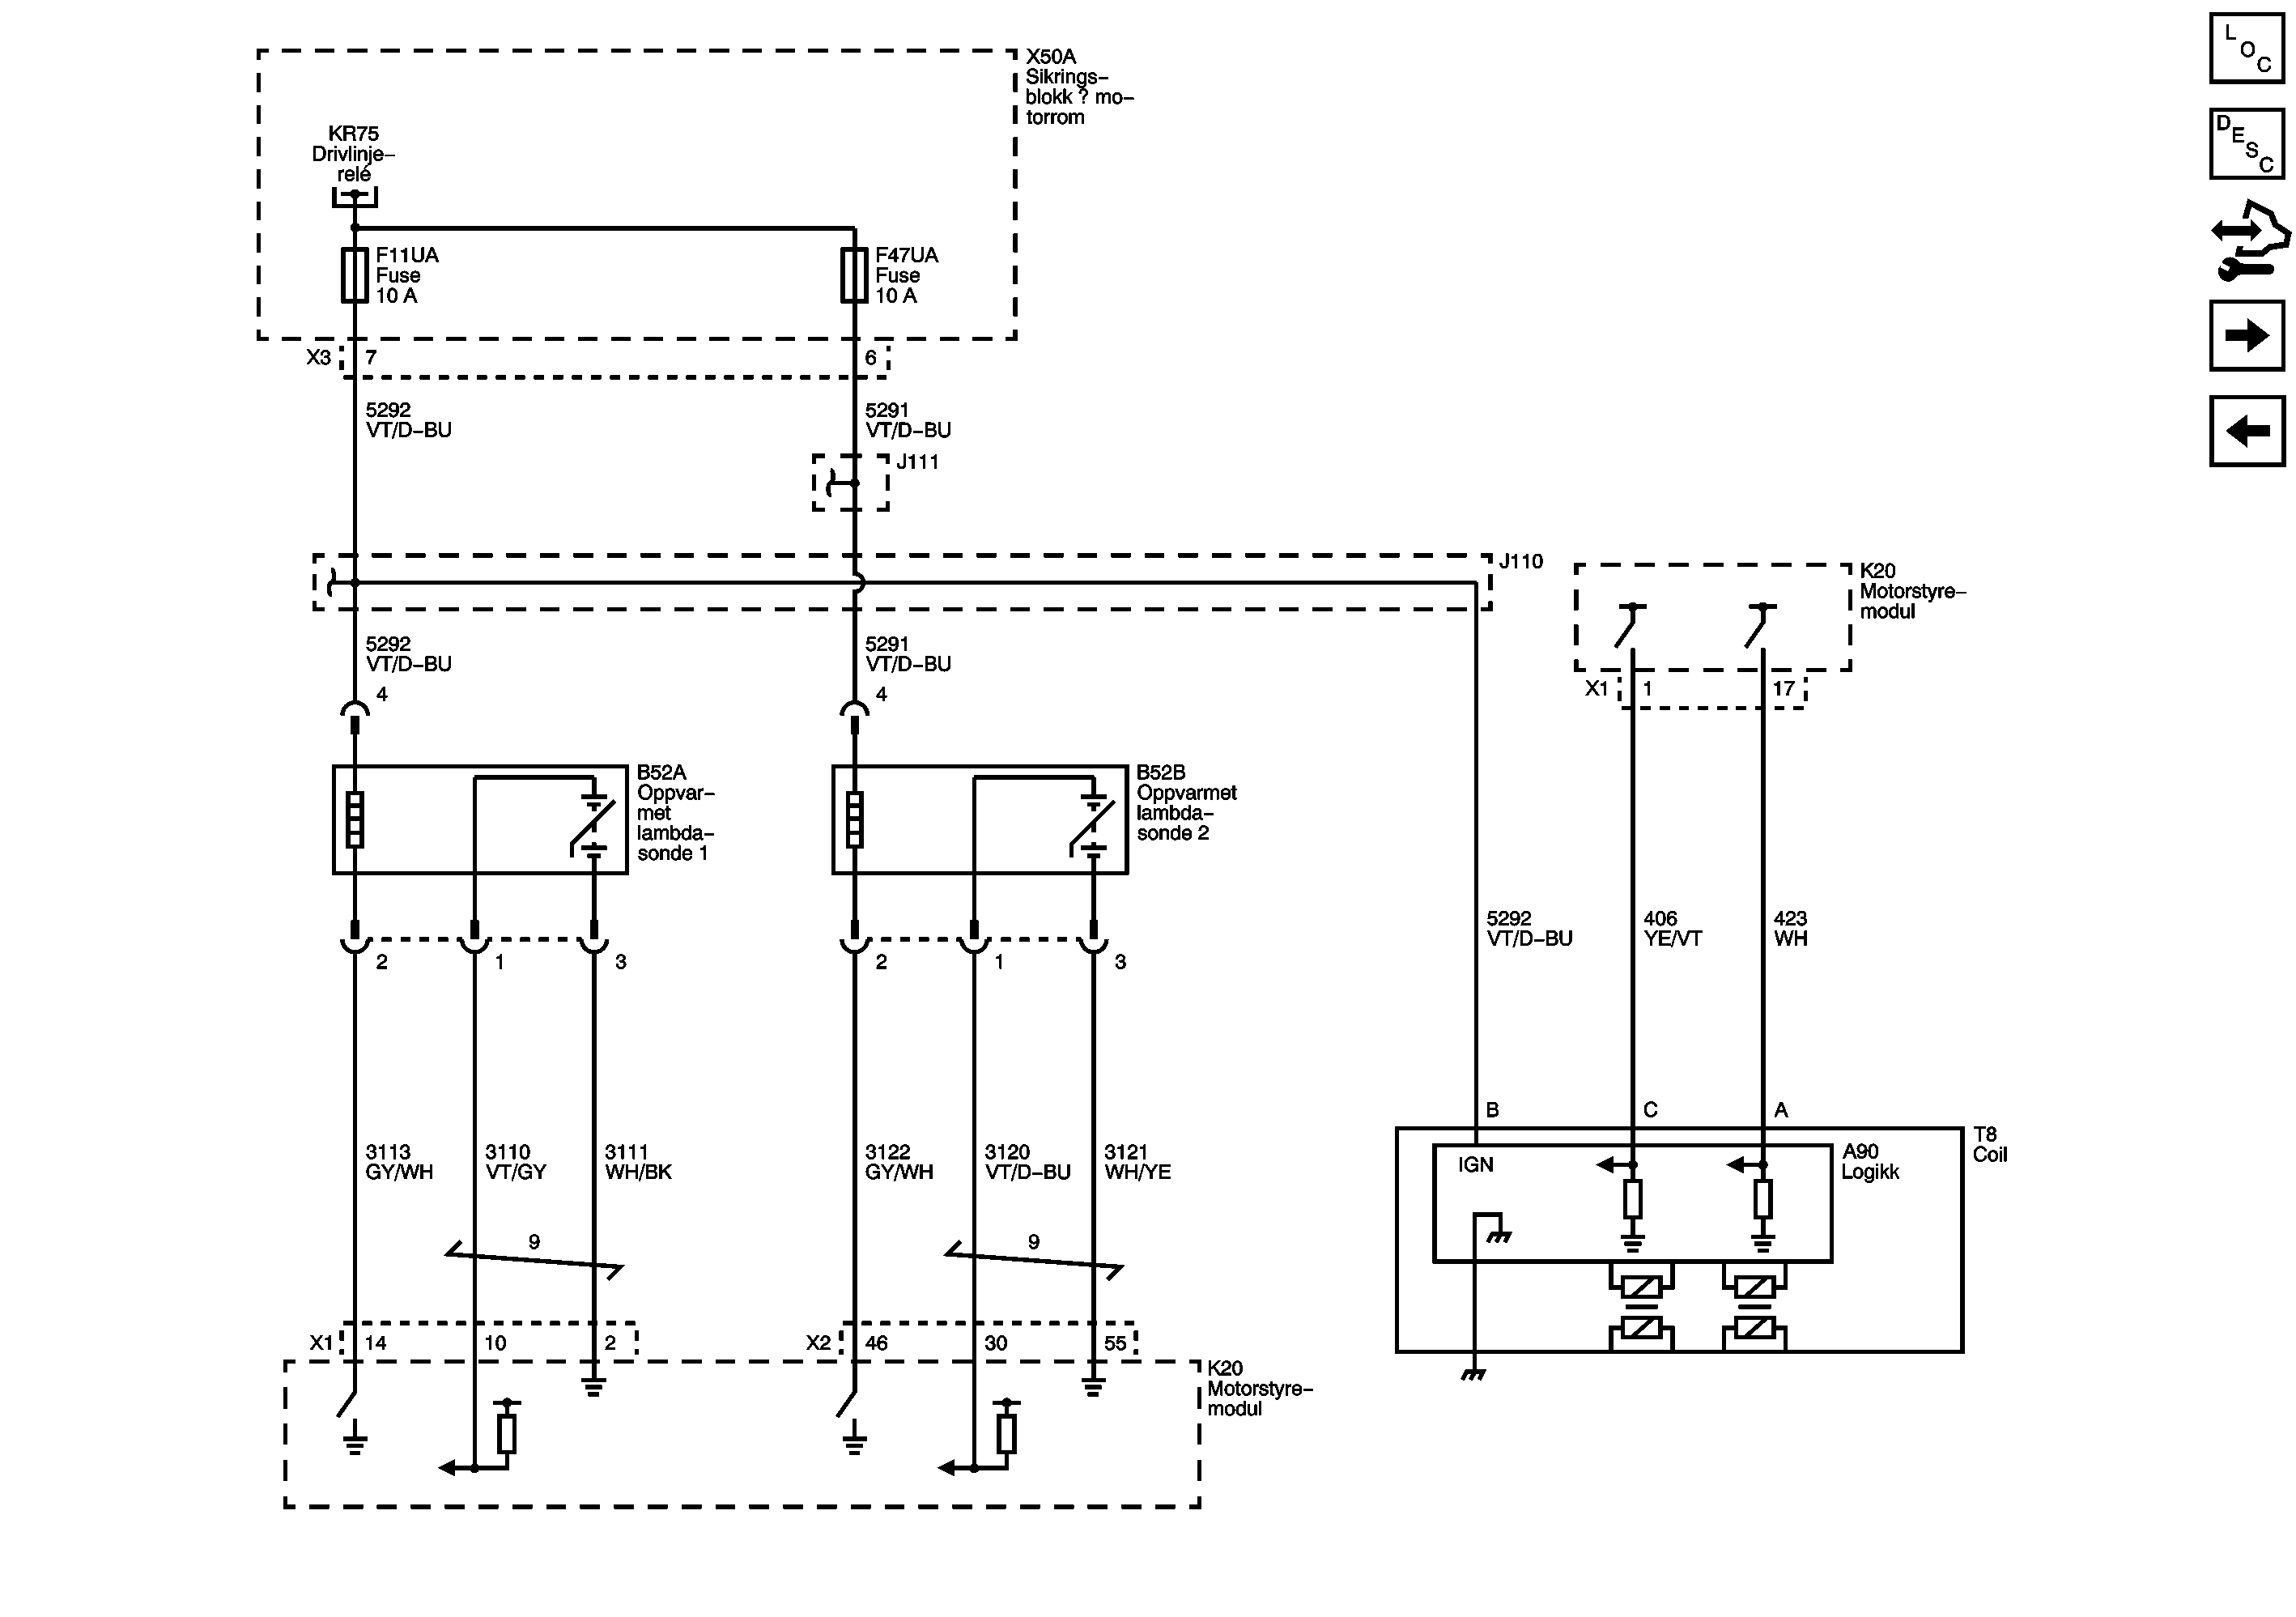 X50A
Sikrings–
blokk ? mo–
torrom
L
O
C
D
E
S
C
KR75
Drivlinje–
relé
F11UA
Fuse
10 A
F47UA
Fuse
10 A
X3
7
6
5292
VT/D–BU
5291
VT/D–BU
J111
J110
K20
Motorstyre–
modul
5292
VT/D–BU
5291
VT/D–BU
4
4
X1
1
17
B52A
Oppvar–
met
lambda–
sonde 1
B52B
Oppvarmet
lambda–
sonde 2
2
1
3
2
1
3
5292
VT/D–BU
406
YE/VT
423
WH
B
C
A
T8
Coil
A90
Logikk
IGN
3113
GY/WH
3110
VT/GY
3111
WH/BK
3122
GY/WH
3120
VT/D–BU
3121
WH/YE
9
9
X1
14
10
2
X2
46
30
55
K20
Motorstyre–
modul